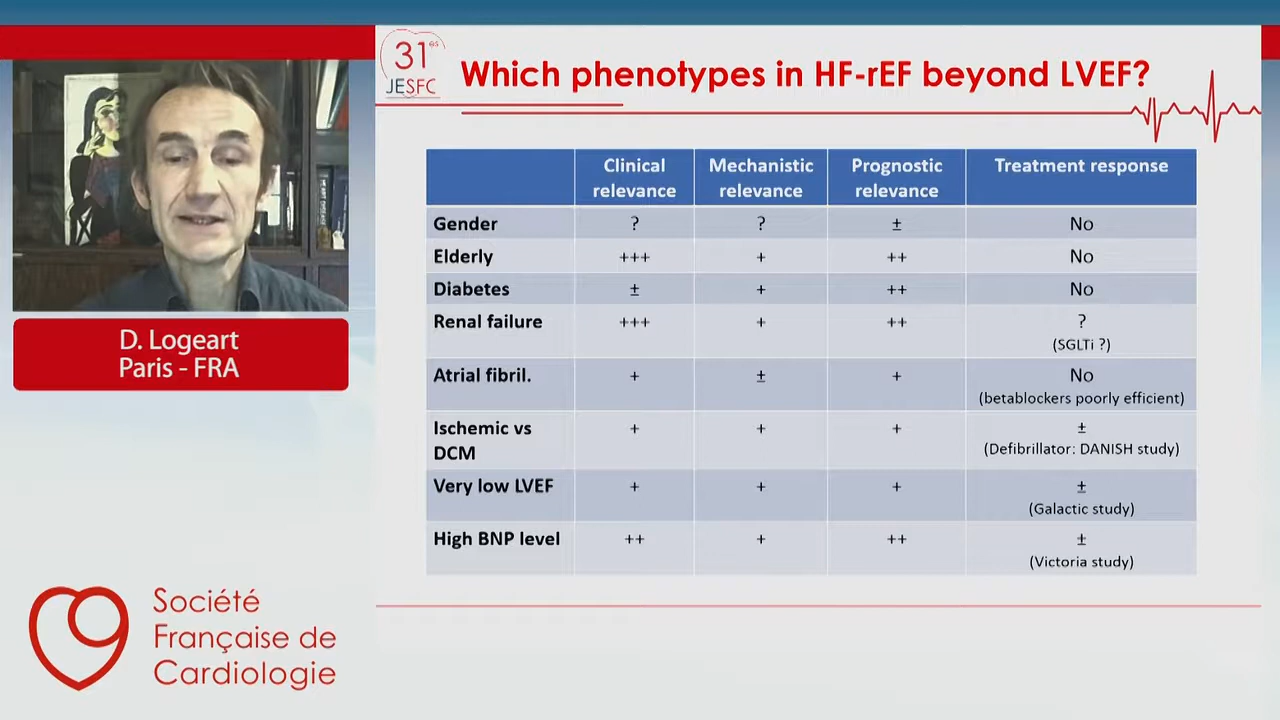 31es
JESFC
Which phenotypes in HF-rEF beyond LVEF?
D. Logeart
Paris - FRA
Société
Française de
Cardiologie
Clinical relevance Mechanistic relevance Prognostic relevance Treatment response
Gender ? ? ± No
Elderly +++ + ++ No
Diabetes ± + ++ No
Renal failure +++ + ++ ?
(SGLTi ?)
Atrial fibril. + ± + No
(betablockers poorly efficient)
Ischemic vs DCM + + + ±
(Defibrillator: DANISH study)
Very low LVEF + + + ±
(Galactic study)
High BNP level ++ + ++ ±
(Victoria study)